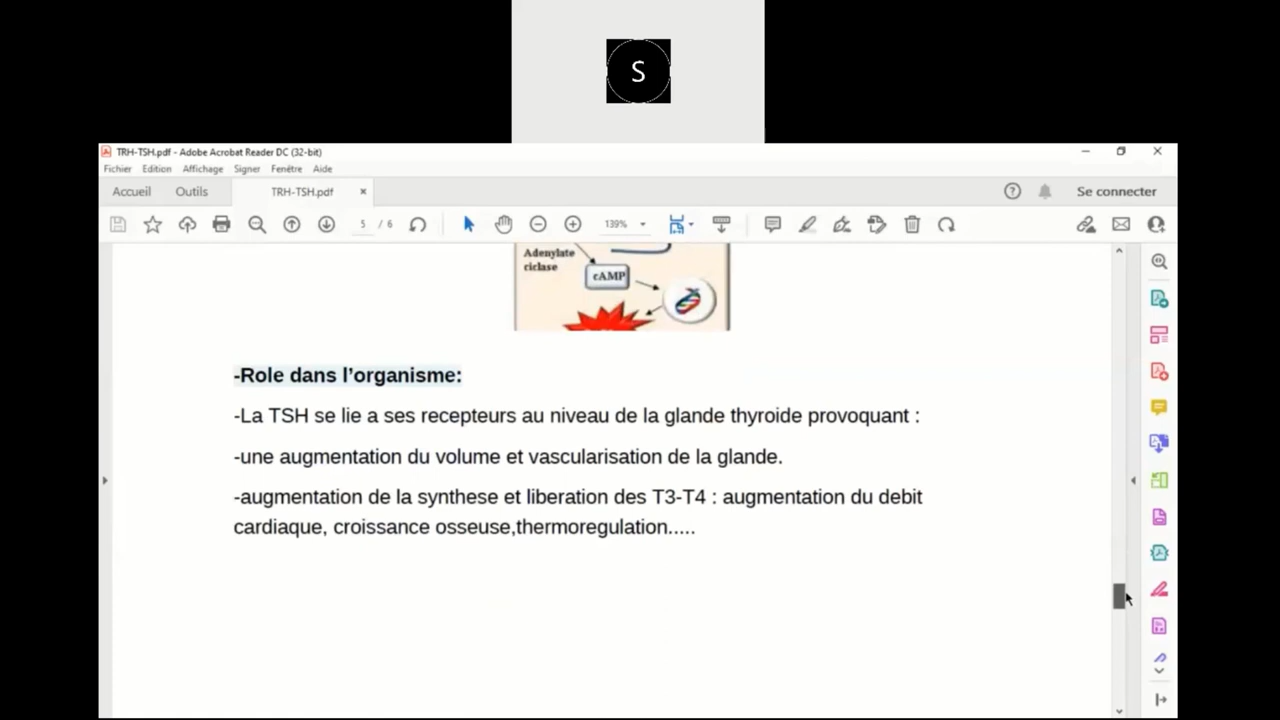 S
TRH-TSH.pdf - Adobe Acrobat Reader DC (32-bit)
Fichier Edition Affichage Signer Fenêtre Aide
Accueil Outils TRH-TSH.pdf × Se connecter
5 / 6 139%
Adenylate
ciclase
cAMP
-Role dans l’organisme:
-La TSH se lie a ses recepteurs au niveau de la glande thyroide provoquant :
-une augmentation du volume et vascularisation de la glande.
-augmentation de la synthese et liberation des T3-T4 : augmentation du debit
cardiaque, croissance osseuse,thermoregulation.....